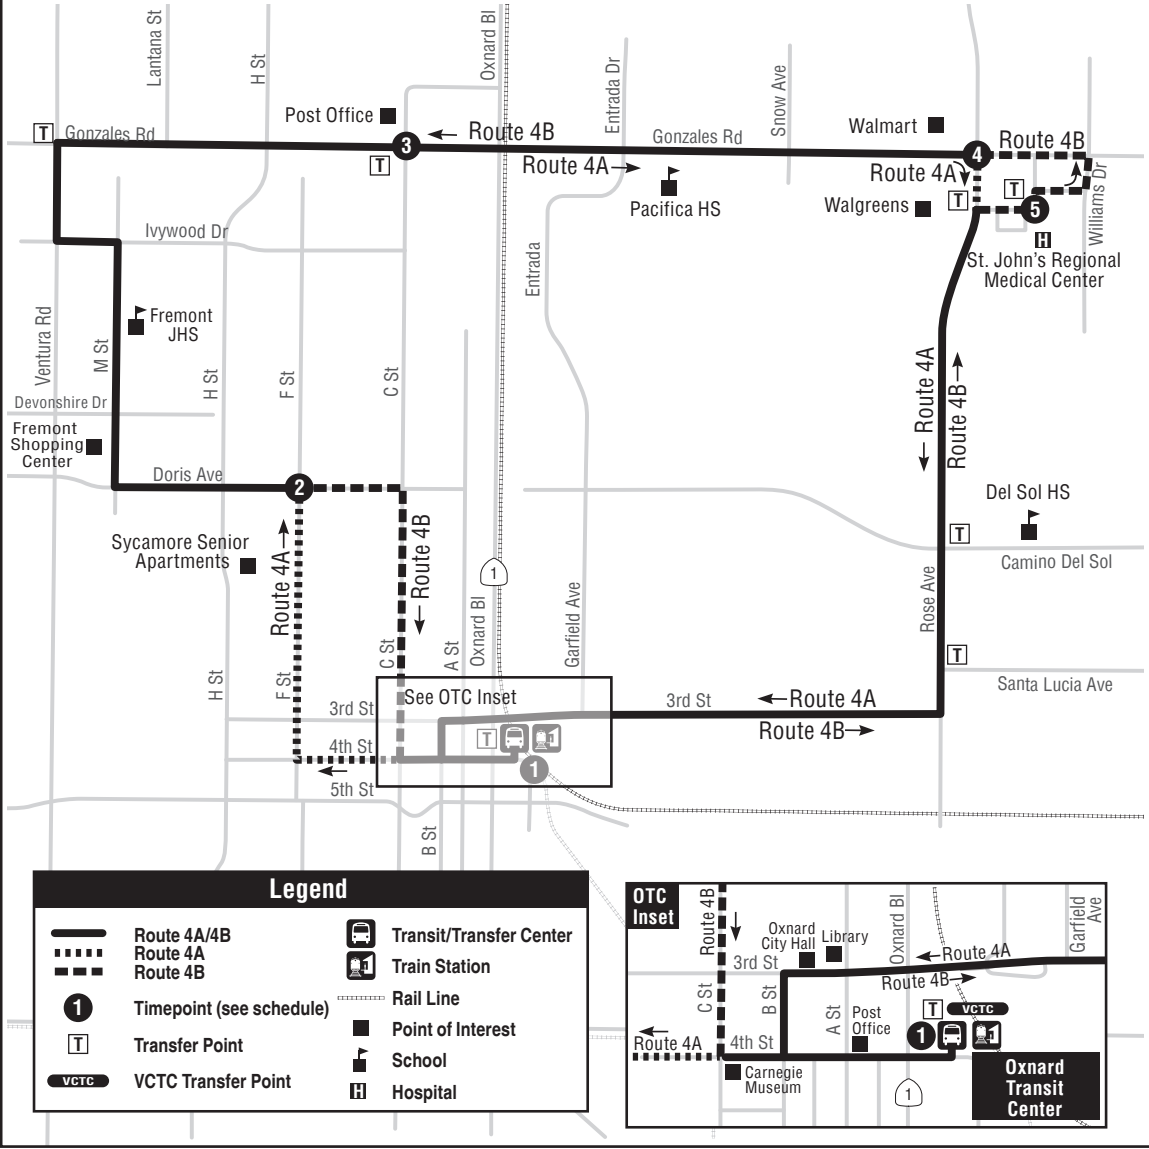 Lantana St
H St
Oxnard Bl
Entrada Dr
Snow Ave
Post Office
T
Gonzales Rd
3
← Route 4B
Gonzales Rd
Walmart
4
Route 4B
T
Route 4A→
Route 4A
T
T
Pacifica HS
Walgreens
5
Williams Dr
H
Ivywood Dr
St. John's Regional
Medical Center
Entrada
Fremont
JHS
Ventura Rd
M St
H St
F St
C St
←Route 4A
Route 4B→
Devonshire Dr
Fremont
Shopping
Center
Doris Ave
2
Del Sol HS
Route 4A→
←Route 4B
Sycamore Senior
Apartments
T
Camino Del Sol
1
Oxnard Bl
Garfield Ave
Rose Ave
H St
F St
C St
A St
T
Santa Lucia Ave
See OTC Inset
3rd St
3rd St
←Route 4A
Route 4B→
T
4th St
1
5th St
B St
Legend
Route 4A/4B
Route 4A
Route 4B
1 Timepoint (see schedule)
T Transfer Point
VCTC VCTC Transfer Point
Transit/Transfer Center
Train Station
Rail Line
Point of Interest
School
H Hospital
OTC
Inset
Route 4B
Oxnard
City Hall
Library
Oxnard Bl
Garfield
Ave
3rd St
←Route 4A
Route 4B→
C St
B St
A St
Post
Office
T
VCTC
1
Route 4A
4th St
Carnegie
Museum
1
Oxnard
Transit
Center